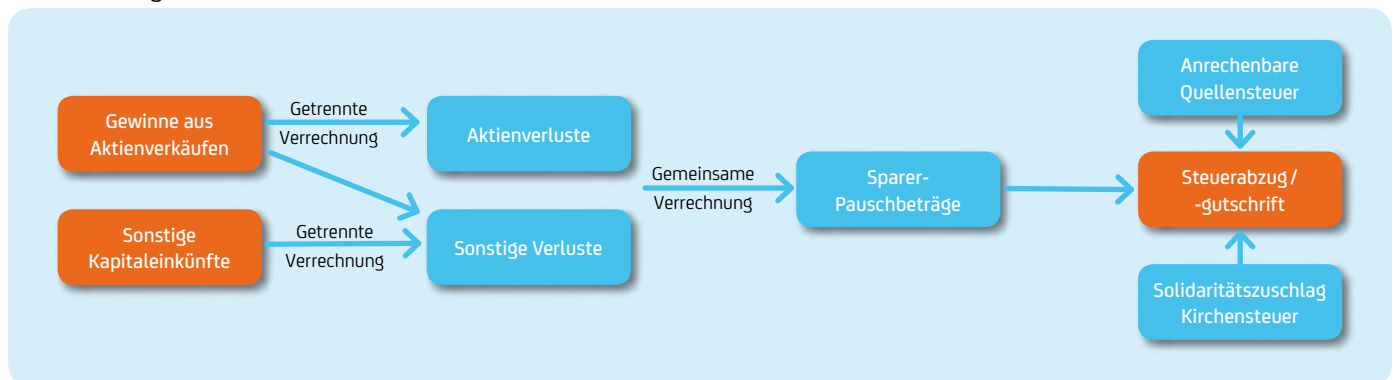 Gewinne aus
Aktienverkäufen
Getrennte
Verrechnung
Aktienverluste
Sonstige
Kapitaleinkünfte
Getrennte
Verrechnung
Sonstige Verluste
Gemeinsame
Verrechnung
Sparer-
Pauschbeträge
Anrechenbare
Quellensteuer
Steuerabzug /
-gutschrift
Solidaritätszuschlag
Kirchensteuer